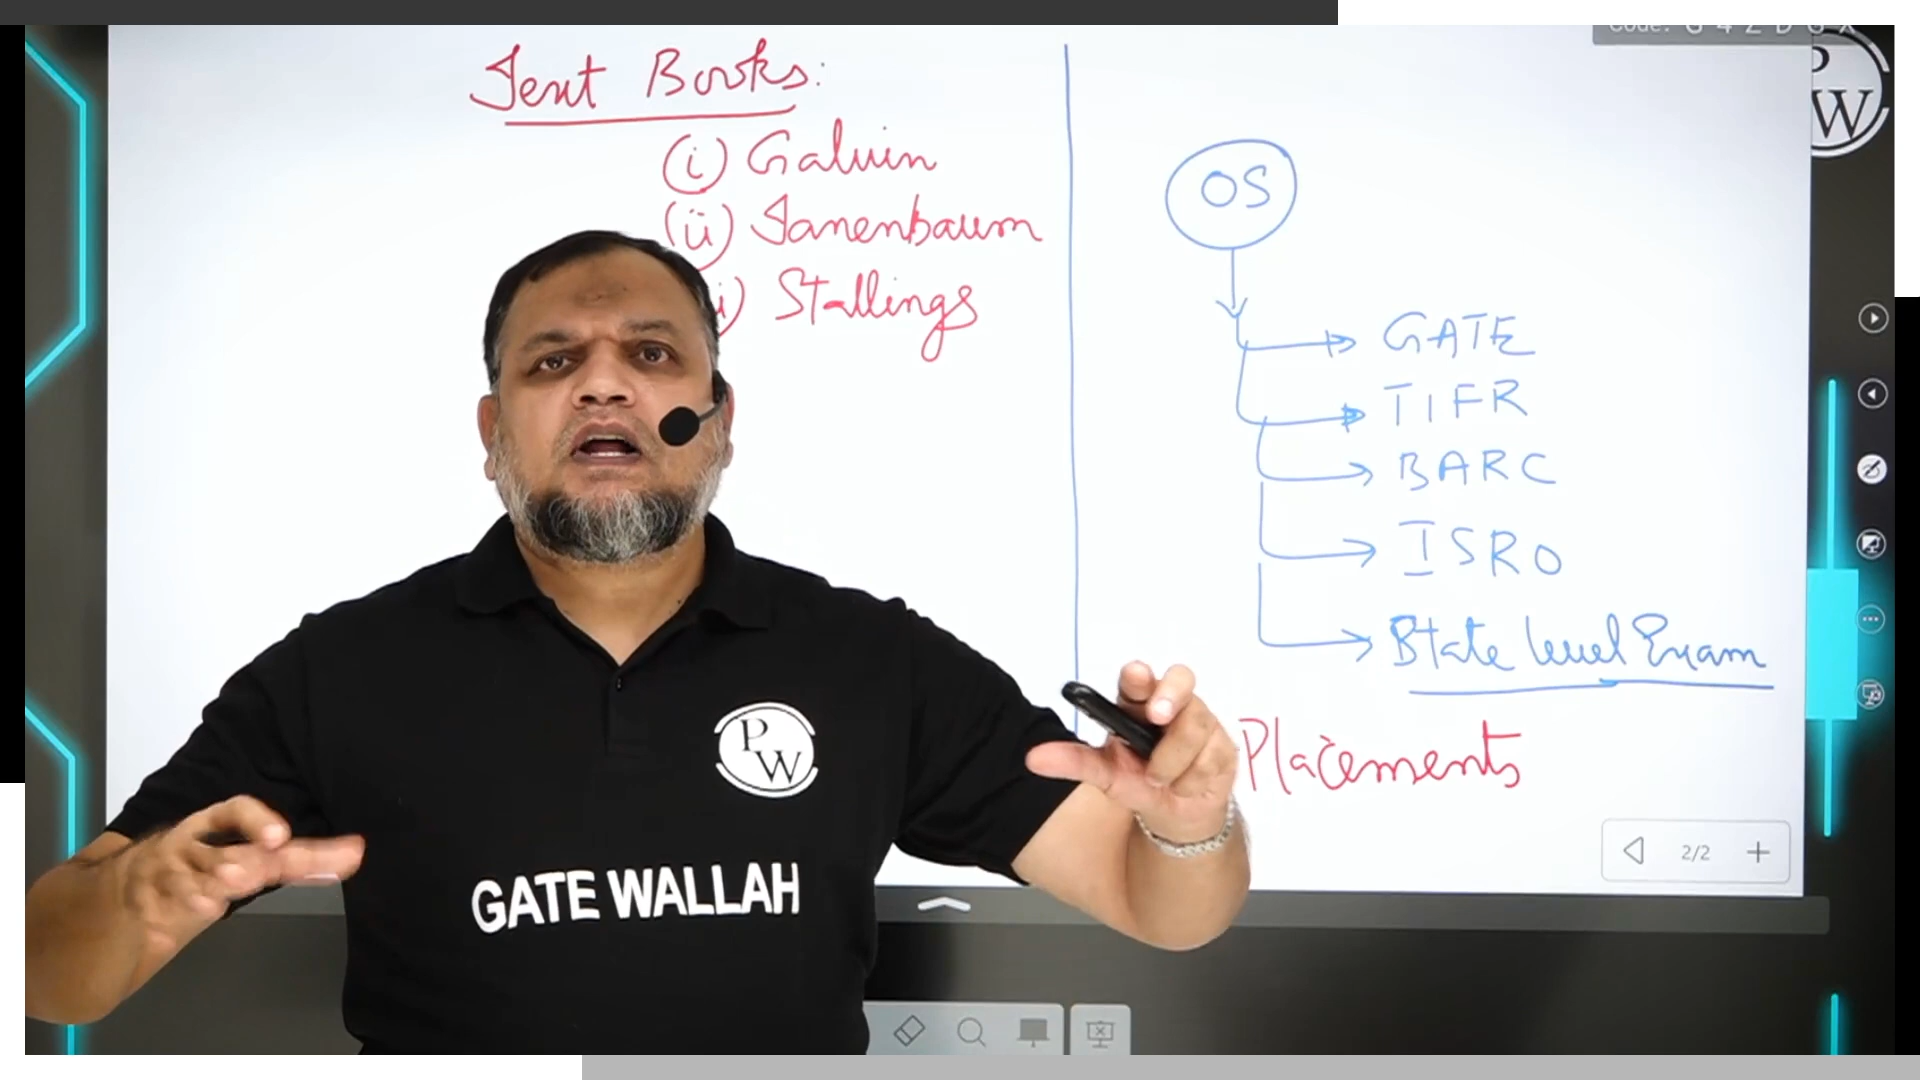 Text Books:
(i) Galvin
(ii) Tanenbaum
i) Stallings
OS
GATE
TIFR
BARC
ISRO
State level Exam
Placements
PW
PW
GATE WALLAH
2/2